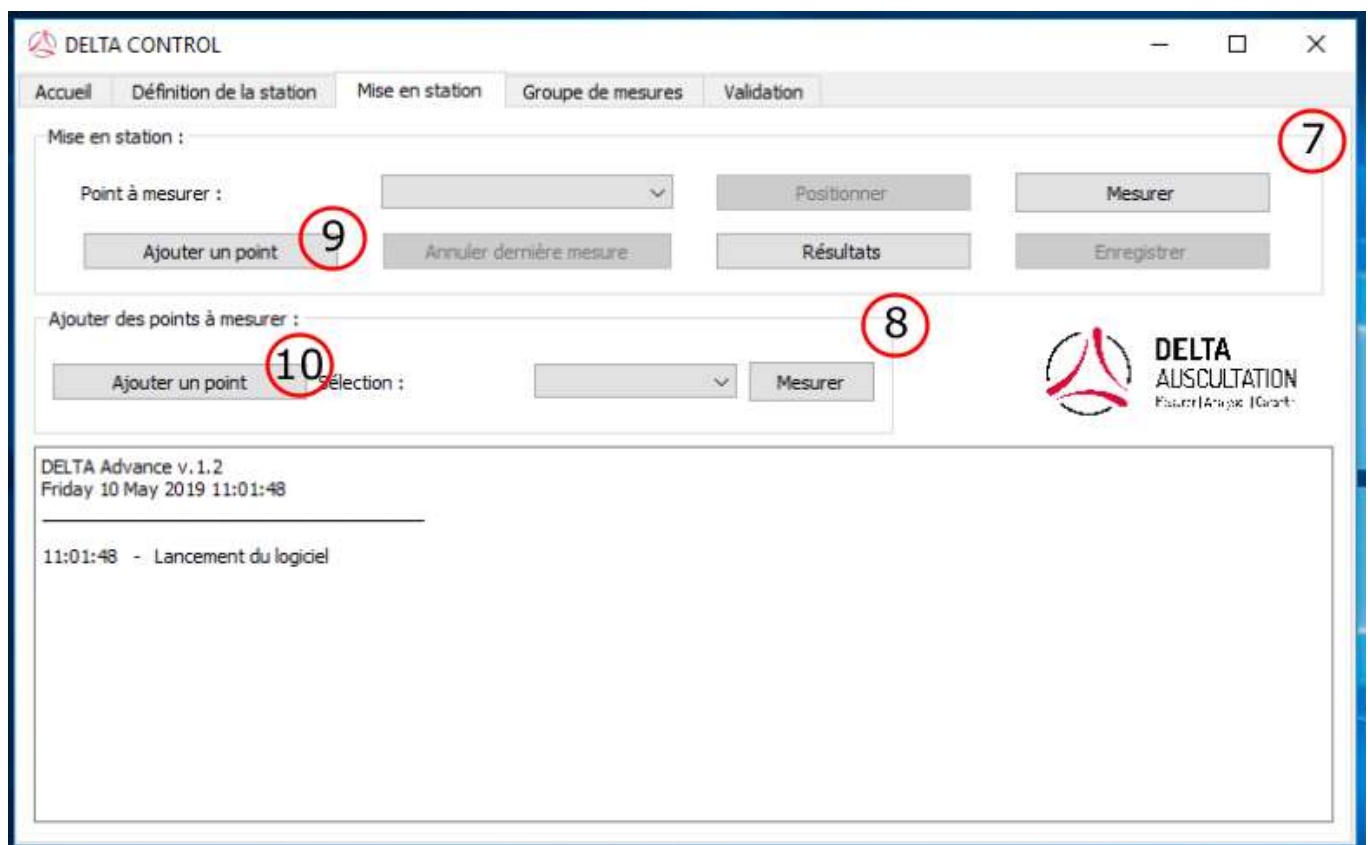 DELTA CONTROL
Accueil Définition de la station Mise en station Groupe de mesures Validation
Mise en station :
7
Point à mesurer : Positionner Mesurer
Ajouter un point 9 Annuler dernière mesure Résultats Enregistrer
Ajouter des points à mesurer :
8
Ajouter un point 10 Sélection : Mesurer
DELTA
AUSCULTATION
DELTA Advance v.1.2
Friday 10 May 2019 11:01:48
11:01:48 - Lancement du logiciel